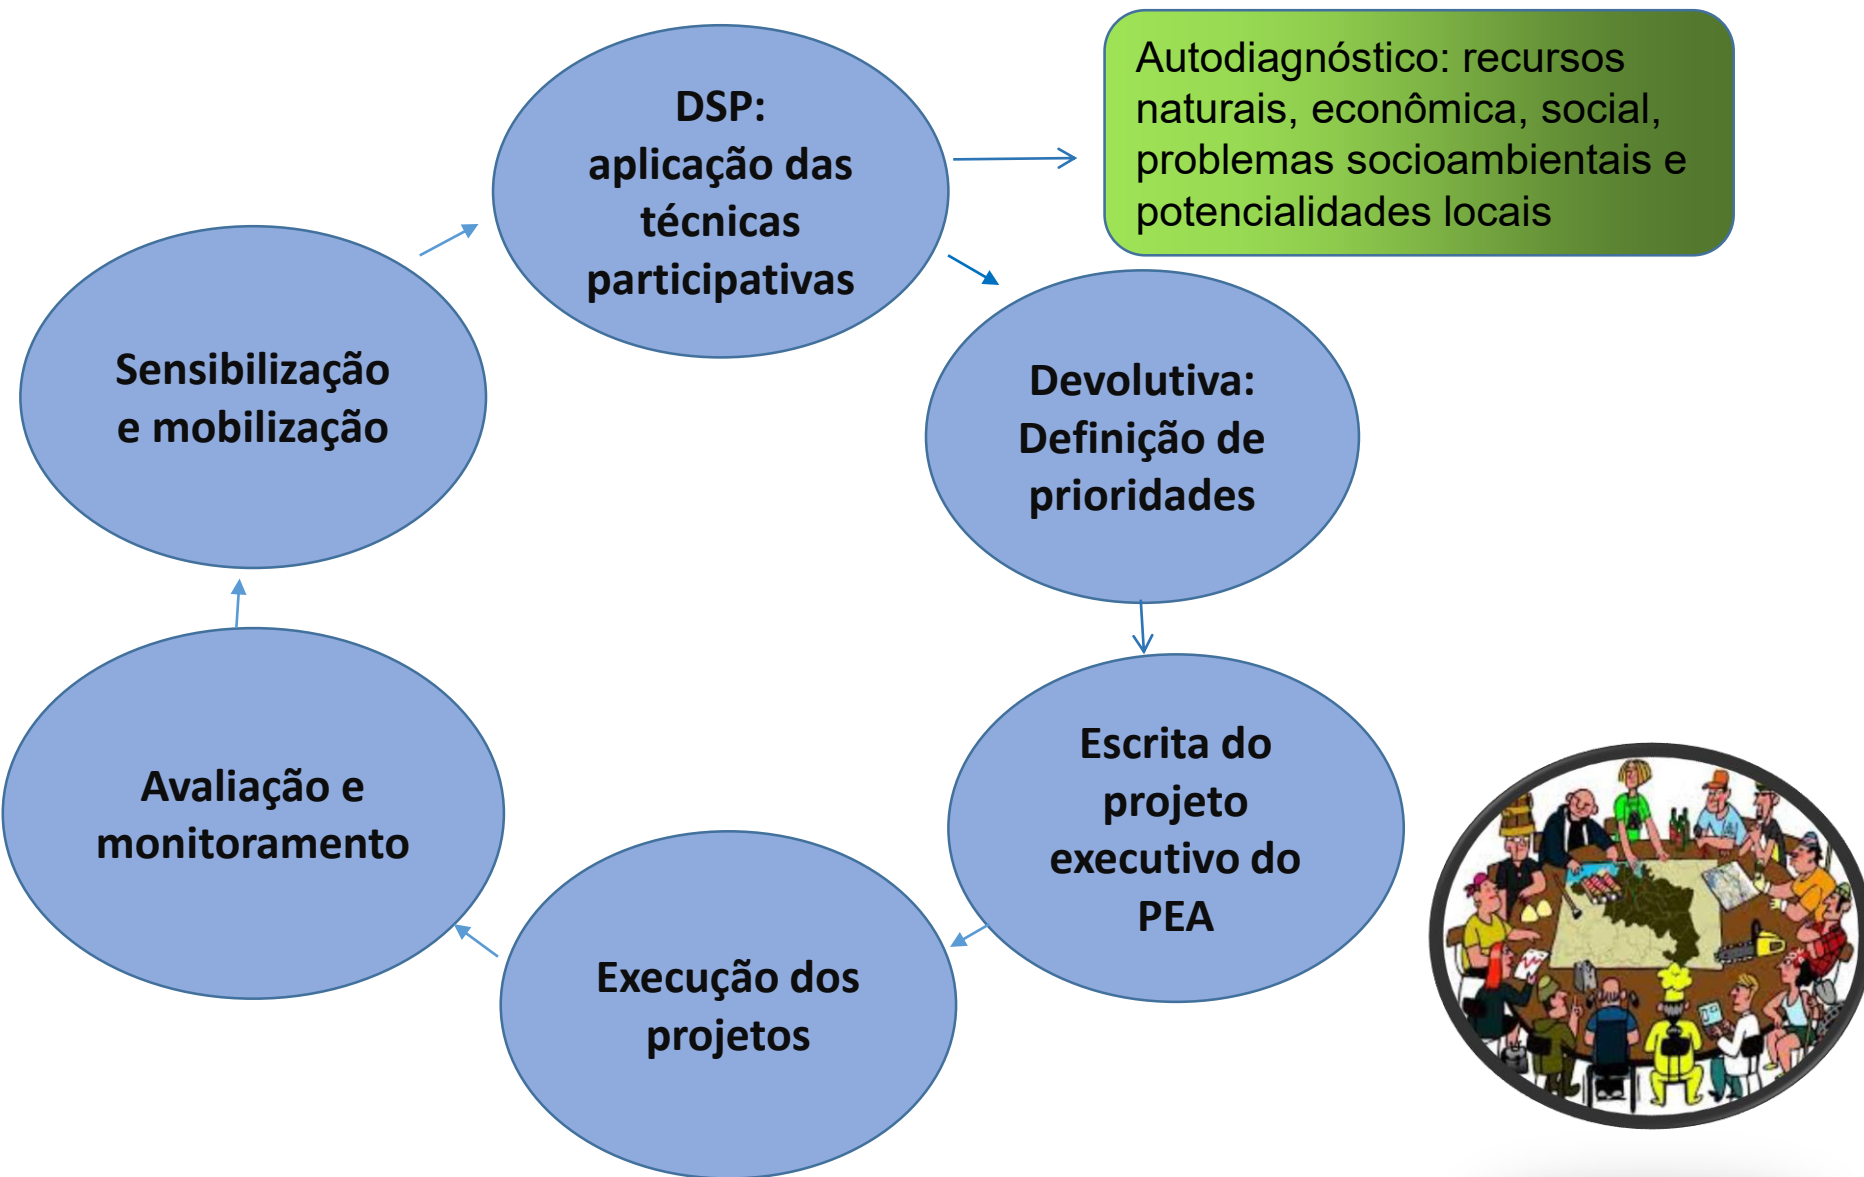 DSP:
aplicação das
técnicas
participativas
Autodiagnóstico: recursos
naturais, econômica, social,
problemas socioambientais e
potencialidades locais
Sensibilização
e mobilização
Devolutiva:
Definição de
prioridades
Escrita do
projeto
executivo do
PEA
Avaliação e
monitoramento
Execução dos
projetos